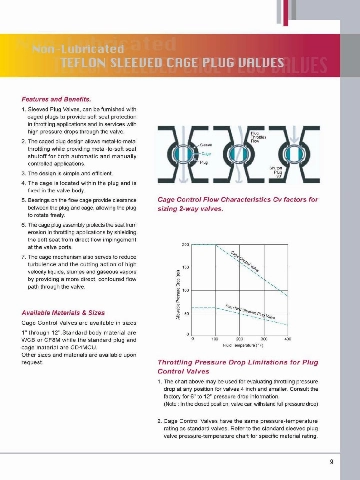 Non-Lubricated
TEFLON SLEEVED CAGE PLUG VALVES
Features and Benefits.
1. Sleeved Plug Valves, can be furnished with
caged plugs to provide soft seat protection
in throttling applications and in services with
high pressure drops through the valve.
2. The caged plug design allows metal-to-metal
throttling while providing metal-to-soft seat
shutoff for both automatic and manually
controlled applications.
3. The design is simple and efficient.
4. The cage is located within the plug and is
fixed in the valve body.
5. Bearings on the flow cage provide clearance
between the plug and cage, allowing the plug
to rotate freely.
6. The cage plug assembly protects the seat from
erosion in throttling applications by shielding
the soft seat from direct flow impingement
at the valve ports.
7. The cage mechanism also serves to reduce
turbulence and the cutting action of high
velocity liquids, slurries and gaseous vapors
by providing a more direct, contoured flow
path through the valve.
Available Materials & Sizes
Cage Control Valves are available in sizes
1" through 12". Standard body material are
WCB or CF8M while the standard plug and
cage material are CD4MCU.
Other sizes and materials are available upon
request.
Sleeve
Cage
Plug
Plug
Throttles
Flow
Plug
Cage Control Flow Characteristics Cv factors for
sizing 2-way valves.
200
150
100
50
0
0 100 200 300 400
Allowable Pressure Drop (psi)
Fluid Temperature (°F)
Throttling Pressure Drop Limitations for Plug
Control Valves
1. The chart above may be used for evaluating throttling pressure
drop at any position for valves 4 inch and smaller. Consult the
factory for 6" to 12" pressure drop information.
(Note : In the closed position, valve can withstand full pressure drop)
2. Cage Control Valves have the same pressure-temperature
rating as standard valves. Refer to the standard sleeved plug
valve pressure-temperature chart for specific material rating.
9